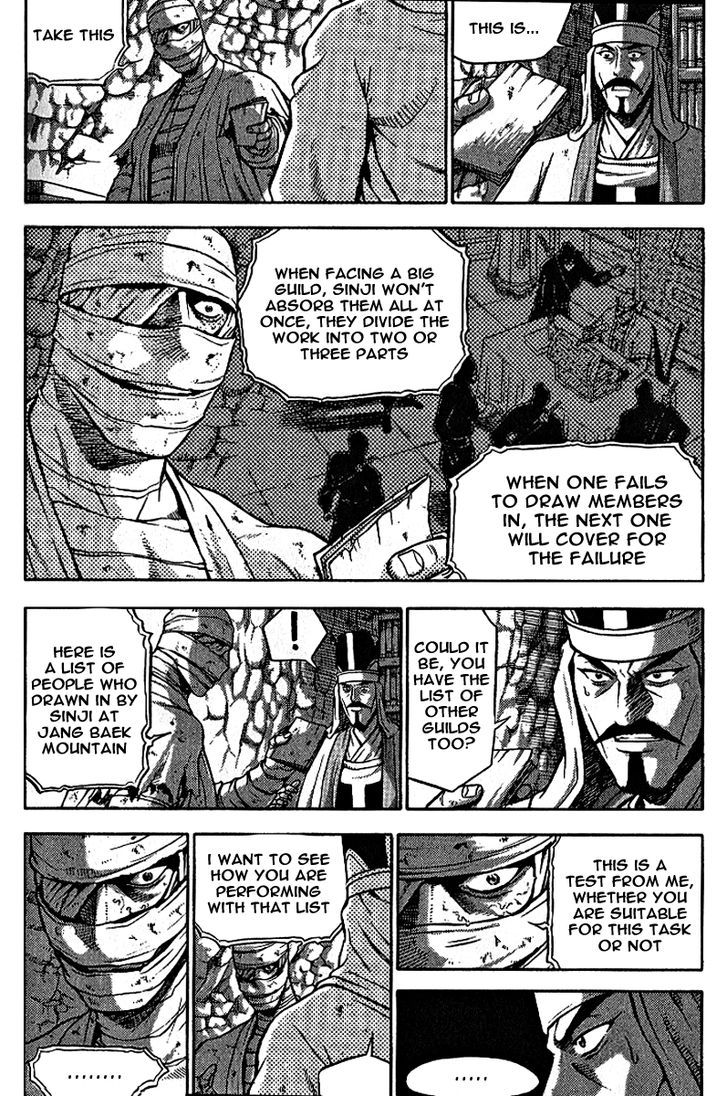 TAKE THIS
THIS IS...
WHEN FACING A BIG
GUILD, SINJI WON'T
ABSORB THEM ALL AT
ONCE, THEY DIVIDE THE
WORK INTO TWO OR
THREE PARTS
WHEN ONE FAILS
TO DRAW MEMBERS
IN, THE NEXT ONE
WILL COVER FOR
THE FAILURE
HERE IS
A LIST OF
PEOPLE WHO
DRAWN IN BY
SINJI AT
JANG BAEK
MOUNTAIN
!
COULD IT
BE, YOU
HAVE THE
LIST OF
OTHER
GUILDS
TOO?
........
I WANT TO SEE
HOW YOU ARE
PERFORMING
WITH THAT LIST
THIS IS A
TEST FROM ME,
WHETHER YOU
ARE SUITABLE
FOR THIS TASK
OR NOT
.....